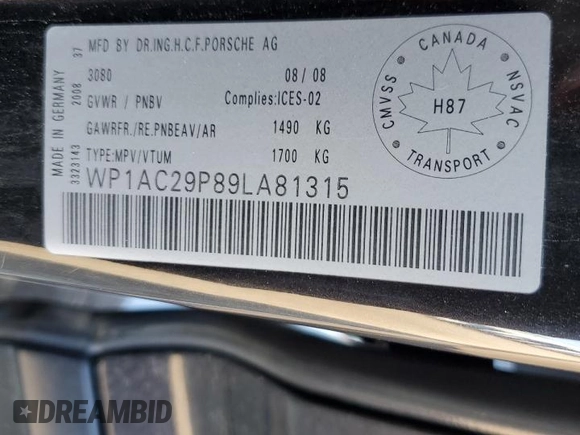 MFD BY DR.ING.H.C.F.PORSCHE AG
3080 08/08
GVWR / PNBV Complies:ICES-02
GAWRFR./RE.PNBEAV/AR 1490 KG
TYPE:MPV/VTUM 1700 KG
WP1AC29P89LA81315
MADE IN GERMANY
3323143 2008 37
CANADA
CMVSS NSVAC
H87
TRANSPORT
DREAMBID